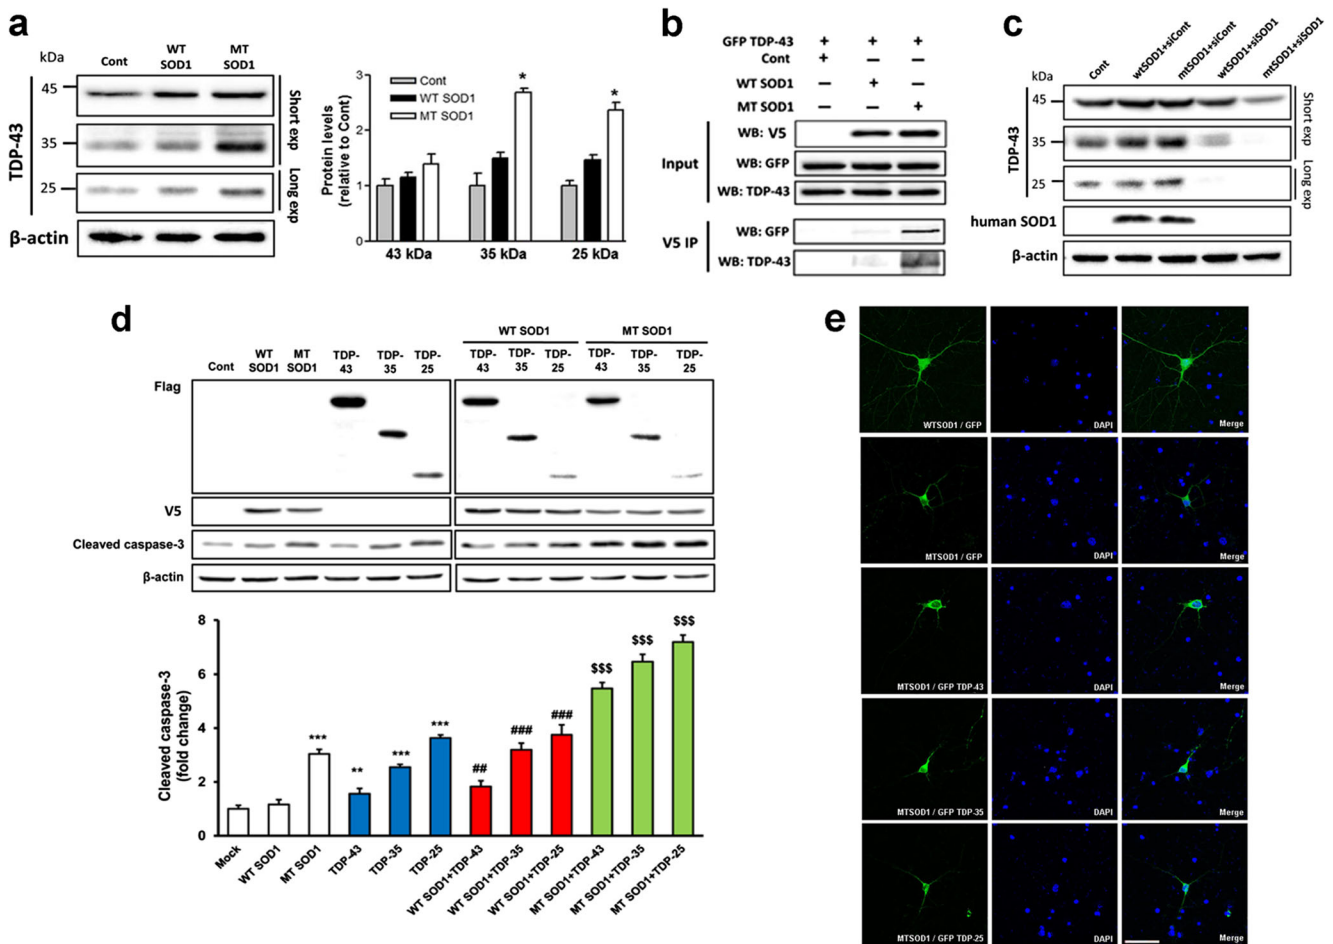 a
kDa
Cont
WT
SOD1
MT
SOD1
TDP-43
45
35
25
Short exp
Long exp
β-actin
Protein levels
(relative to Cont)
3
2
1
0
Cont
WT SOD1
MT SOD1
*
*
43 kDa
35 kDa
25 kDa
b
GFP TDP-43 + + +
Cont + – –
WT SOD1 – + –
MT SOD1 – – +
Input
WB: V5
WB: GFP
WB: TDP-43
V5 IP
WB: GFP
WB: TDP-43
c
kDa
Cont
wtSOD1+siCont
mtSOD1+siCont
wtSOD1+siSOD1
mtSOD1+siSOD1
TDP-43
45
35
25
Short exp
Long exp
human SOD1
β-actin
d
WT SOD1
MT SOD1
Cont
WT
SOD1
MT
SOD1
TDP-
43
TDP-
35
TDP-
25
TDP-
43
TDP-
35
TDP-
25
TDP-
43
TDP-
35
TDP-
25
Flag
V5
Cleaved caspase-3
β-actin
Cleaved caspase-3
(fold change)
8
6
4
2
0
***
**
***
***
##
###
###
$$$
$$$
$$$
Mock
WT SOD1
MT SOD1
TDP-43
TDP-35
TDP-25
WT SOD1+TDP-43
WT SOD1+TDP-35
WT SOD1+TDP-25
MT SOD1+TDP-43
MT SOD1+TDP-35
MT SOD1+TDP-25
e
WTSOD1 / GFP
DAPI
Merge
MTSOD1 / GFP
DAPI
Merge
MTSOD1 / GFP TDP-43
DAPI
Merge
MTSOD1 / GFP TDP-35
DAPI
Merge
MTSOD1 / GFP TDP-25
DAPI
Merge